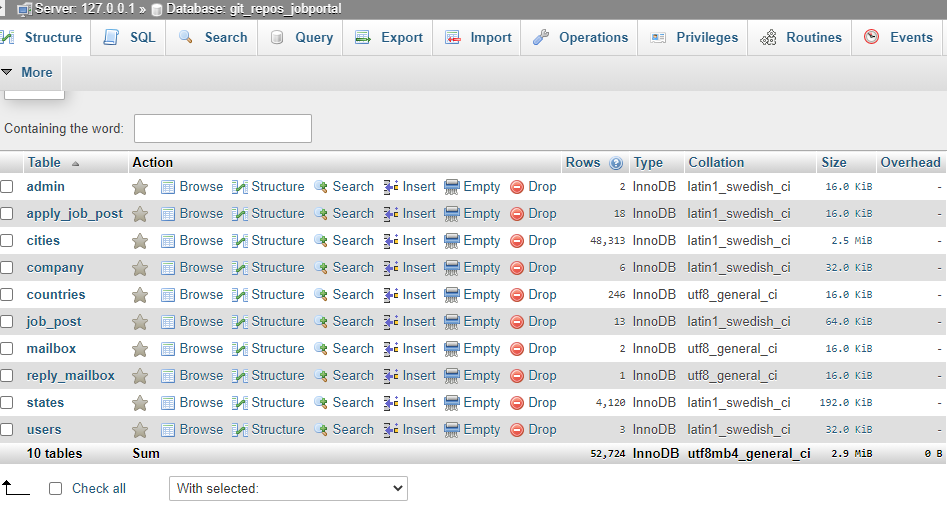 Server: 127.0.0.1 » Database: git_repos_jobportal
Structure SQL Search Query Export Import Operations Privileges Routines Events
More
Containing the word:
Table Action Rows Type Collation Size Overhead
admin Browse Structure Search Insert Empty Drop 2 InnoDB latin1_swedish_ci 16.0 KiB -
apply_job_post Browse Structure Search Insert Empty Drop 18 InnoDB latin1_swedish_ci 16.0 KiB -
cities Browse Structure Search Insert Empty Drop 48,313 InnoDB latin1_swedish_ci 2.5 MiB -
company Browse Structure Search Insert Empty Drop 6 InnoDB latin1_swedish_ci 32.0 KiB -
countries Browse Structure Search Insert Empty Drop 246 InnoDB utf8_general_ci 16.0 KiB -
job_post Browse Structure Search Insert Empty Drop 13 InnoDB latin1_swedish_ci 64.0 KiB -
mailbox Browse Structure Search Insert Empty Drop 2 InnoDB utf8_general_ci 16.0 KiB -
reply_mailbox Browse Structure Search Insert Empty Drop 1 InnoDB utf8_general_ci 16.0 KiB -
states Browse Structure Search Insert Empty Drop 4,120 InnoDB latin1_swedish_ci 192.0 KiB -
users Browse Structure Search Insert Empty Drop 3 InnoDB latin1_swedish_ci 32.0 KiB -
10 tables Sum 52,724 InnoDB utf8mb4_general_ci 2.9 MiB 0 B
Check all With selected: